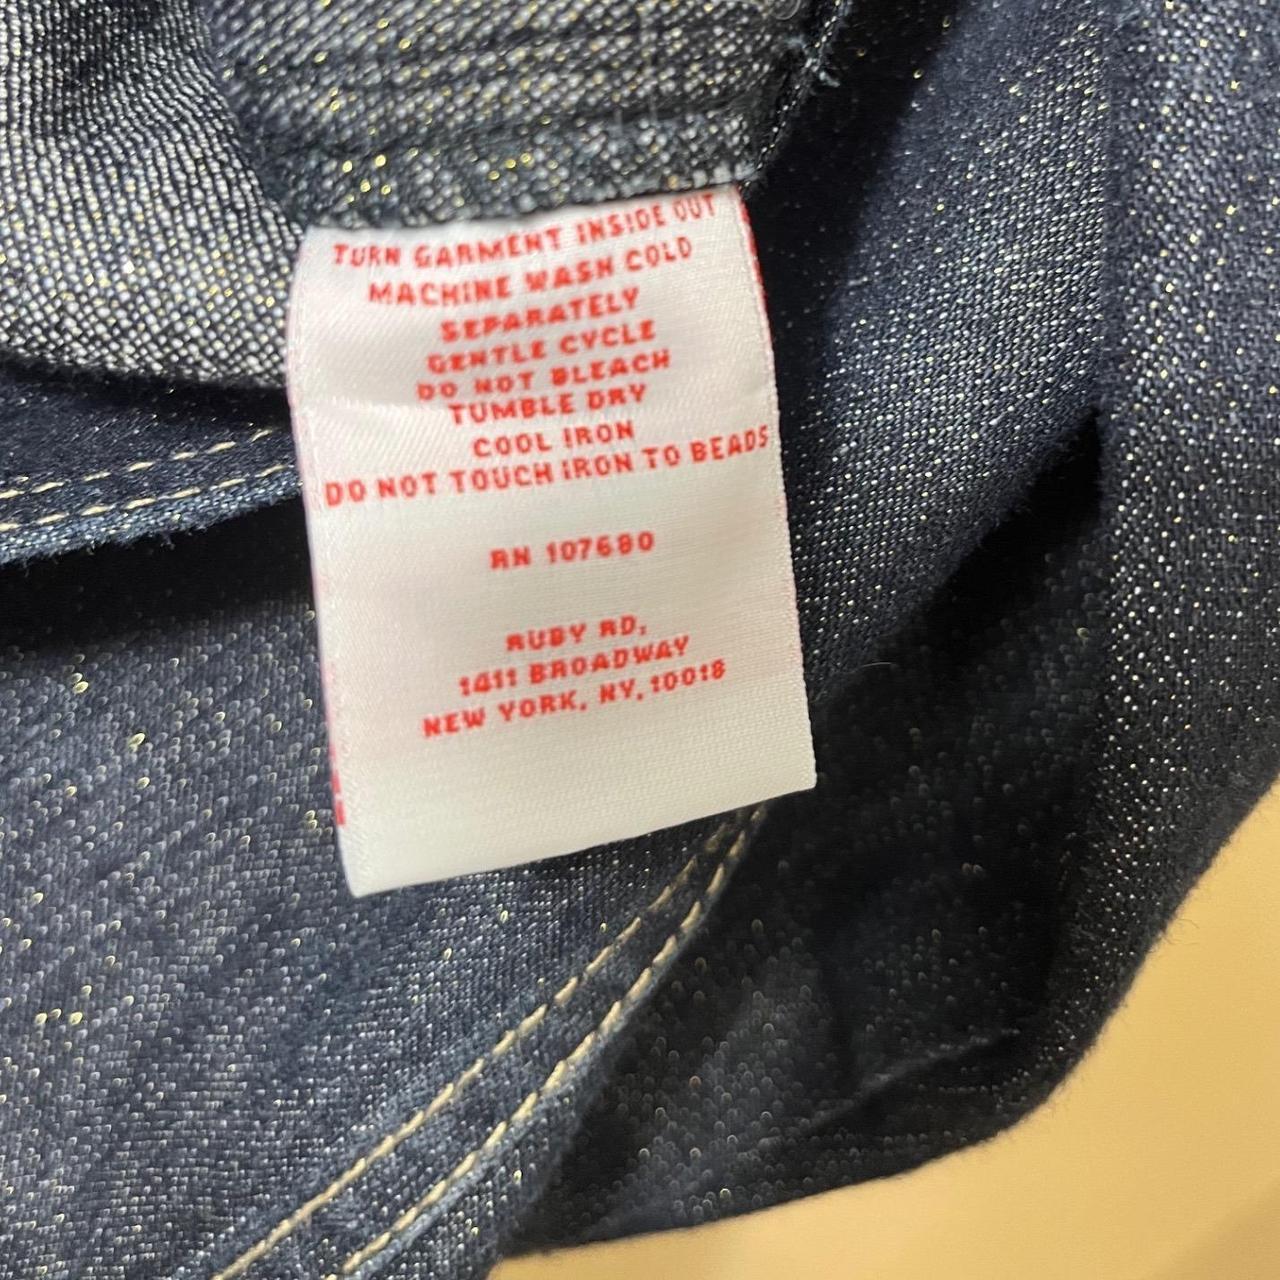 TURN GARMENT INSIDE OUT
MACHINE WASH COLD
SEPARATELY
GENTLE CYCLE
DO NOT BLEACH
TUMBLE DRY
COOL IRON
DO NOT TOUCH IRON TO BEADS
RN 107680
RUBY RD,
1411 BROADWAY
NEW YORK, NY, 10018